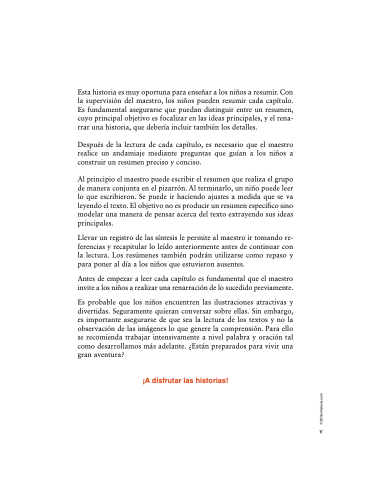 Esta historia es muy oportuna para enseñar a los niños a resumir. Con
la supervisión del maestro, los niños pueden resumir cada capítulo.
Es fundamental asegurarse que puedan distinguir entre un resumen,
cuyo principal objetivo es focalizar en las ideas principales, y el rena-
rrar una historia, que debería incluir también los detalles.
Después de la lectura de cada capítulo, es necesario que el maestro
realice un andamiaje mediante preguntas que guían a los niños a
construir un resumen preciso y conciso.
Al principio el maestro puede escribir el resumen que realiza el grupo
de manera conjunta en el pizarrón. Al terminarlo, un niño puede leer
lo que escribieron. Se puede ir haciendo ajustes a medida que se va
leyendo el texto. El objetivo no es producir un resumen específico sino
modelar una manera de pensar acerca del texto extrayendo sus ideas
principales.
Llevar un registro de las síntesis le permite al maestro ir tomando re-
ferencias y recapitular lo leído anteriormente antes de continuar con
la lectura. Los resúmenes también podrán utilizarse como repaso y
para poner al día a los niños que estuvieron ausentes.
Antes de empezar a leer cada capítulo es fundamental que el maestro
invite a los niños a realizar una renarración de lo sucedido previamente.
Es probable que los niños encuentren las ilustraciones atractivas y
divertidas. Seguramente quieran conversar sobre ellas. Sin embargo,
es importante asegurarse de que sea la lectura de los textos y no la
observación de las imágenes lo que genere la comprensión. Para ello
se recomienda trabajar intensivamente a nivel palabra y oración tal
como desarrollamos más adelante. ¿Están preparados para vivir una
gran aventura?
¡A disfrutar las historias!